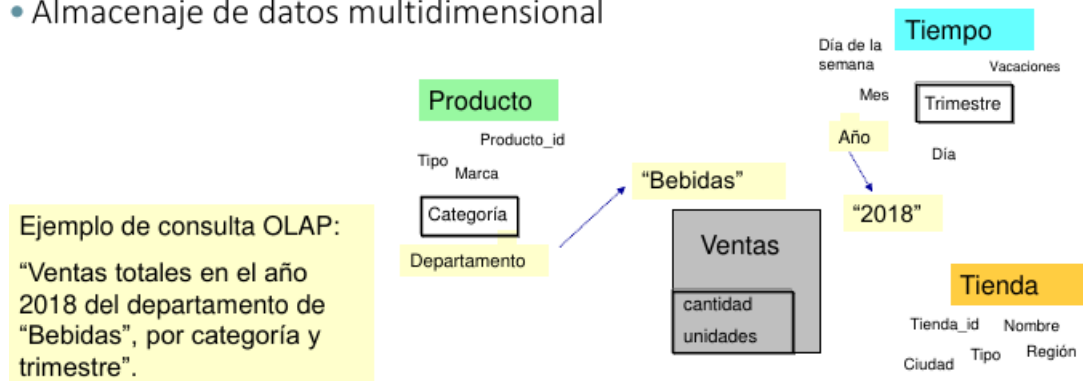 • Almacenaje de datos multidimensional
Tiempo
Día de la
semana
Vacaciones
Mes
Trimestre
Año
Día
"2018"
Producto
Producto_id
Tipo
Marca
Categoría
Departamento
"Bebidas"
Ventas
cantidad
unidades
Tienda
Tienda_id
Nombre
Ciudad
Tipo
Región
Ejemplo de consulta OLAP:
“Ventas totales en el año
2018 del departamento de
“Bebidas”, por categoría y
trimestre”.